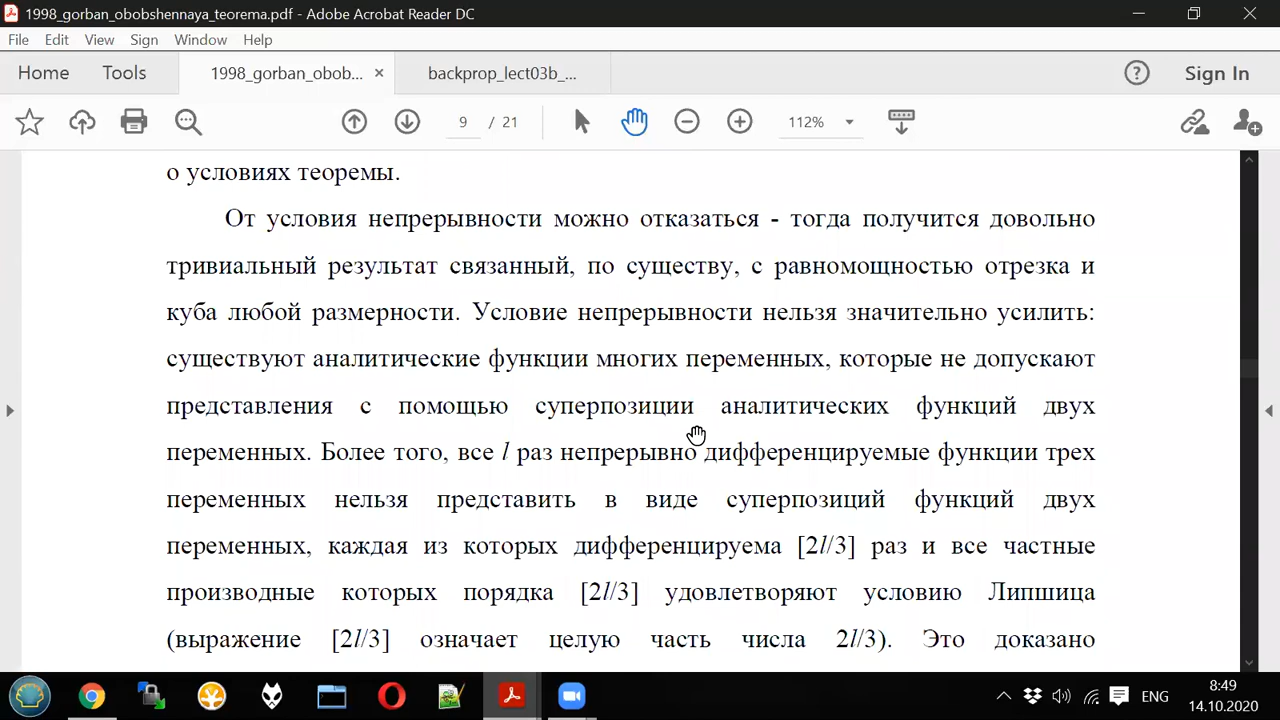 1998_gorban_obobshennaya_teorema.pdf - Adobe Acrobat Reader DC
File Edit View Sign Window Help
Home Tools 1998_gorban_obob... × backprop_lect03b_... Sign In
9 / 21 112%
о условиях теоремы.
От условия непрерывности можно отказаться - тогда получится довольно
тривиальный результат связанный, по существу, с равномощностью отрезка и
куба любой размерности. Условие непрерывности нельзя значительно усилить:
существуют аналитические функции многих переменных, которые не допускают
представления с помощью суперпозиции аналитических функций двух
переменных. Более того, все l раз непрерывно дифференцируемые функции трех
переменных нельзя представить в виде суперпозиций функций двух
переменных, каждая из которых дифференцируема [2l/3] раз и все частные
производные которых порядка [2l/3] удовлетворяют условию Липшица
(выражение [2l/3] означает целую часть числа 2l/3). Это доказано
ENG
8:49
14.10.2020